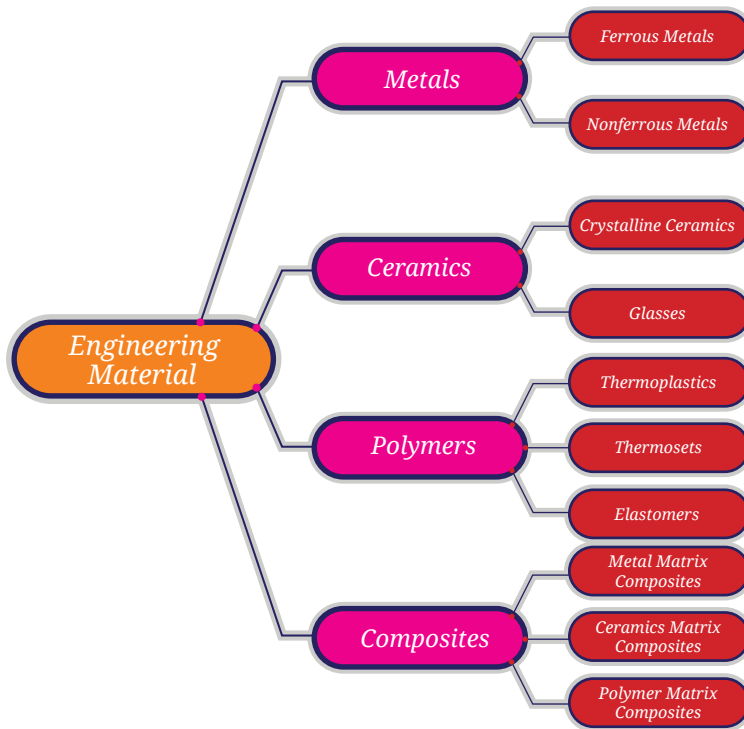 Engineering
Material
Metals
Ferrous Metals
Nonferrous Metals
Ceramics
Crystalline Ceramics
Glasses
Polymers
Thermoplastics
Thermosets
Elastomers
Composites
Metal Matrix
Composites
Ceramics Matrix
Composites
Polymer Matrix
Composites